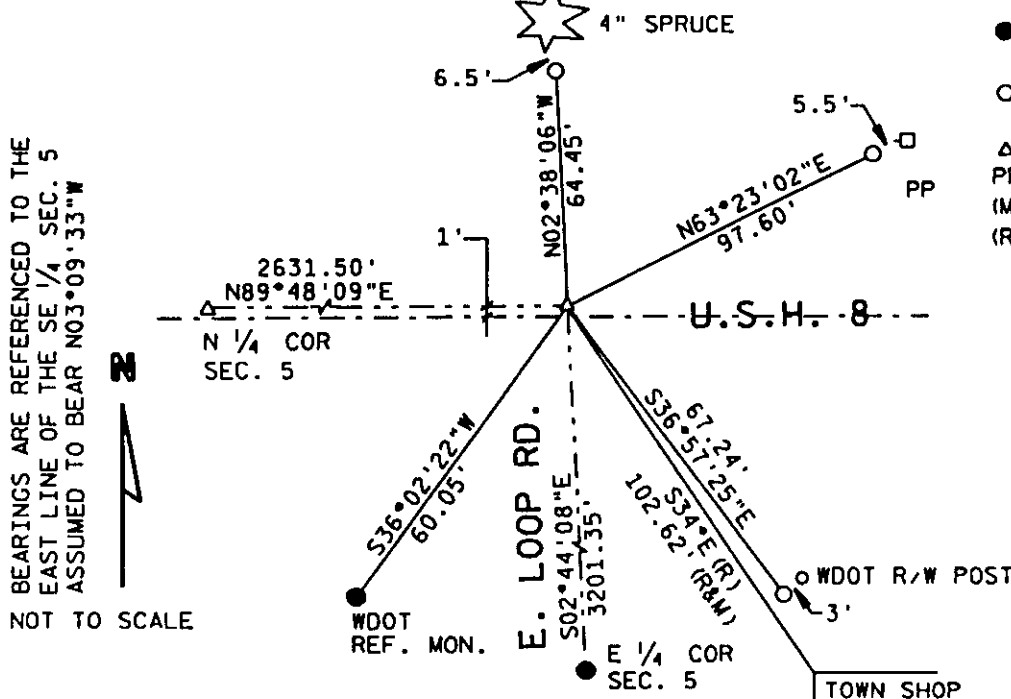 4" SPRUCE
6.5'
5.5'
PP
N02°38'06"W
64.45'
N63°23'02"E
97.60'
1'
2631.50'
N89°48'09"E
N 1/4 COR
SEC. 5
U.S.H. 8
BEARINGS ARE REFERENCED TO THE
EAST LINE OF THE SE 1/4 SEC. 5
ASSUMED TO BEAR N03°09'33"W
N
NOT TO SCALE
S36°02'22"W
60.05'
WDOT
REF. MON.
E. LOOP RD.
S02°44'08"E
3201.35'
E 1/4 COR
SEC. 5
67.24'
S36°57'25"E
S34°E (R)
102.62' (R&M)
WDOT R/W POST
3'
TOWN SHOP
(M
(R